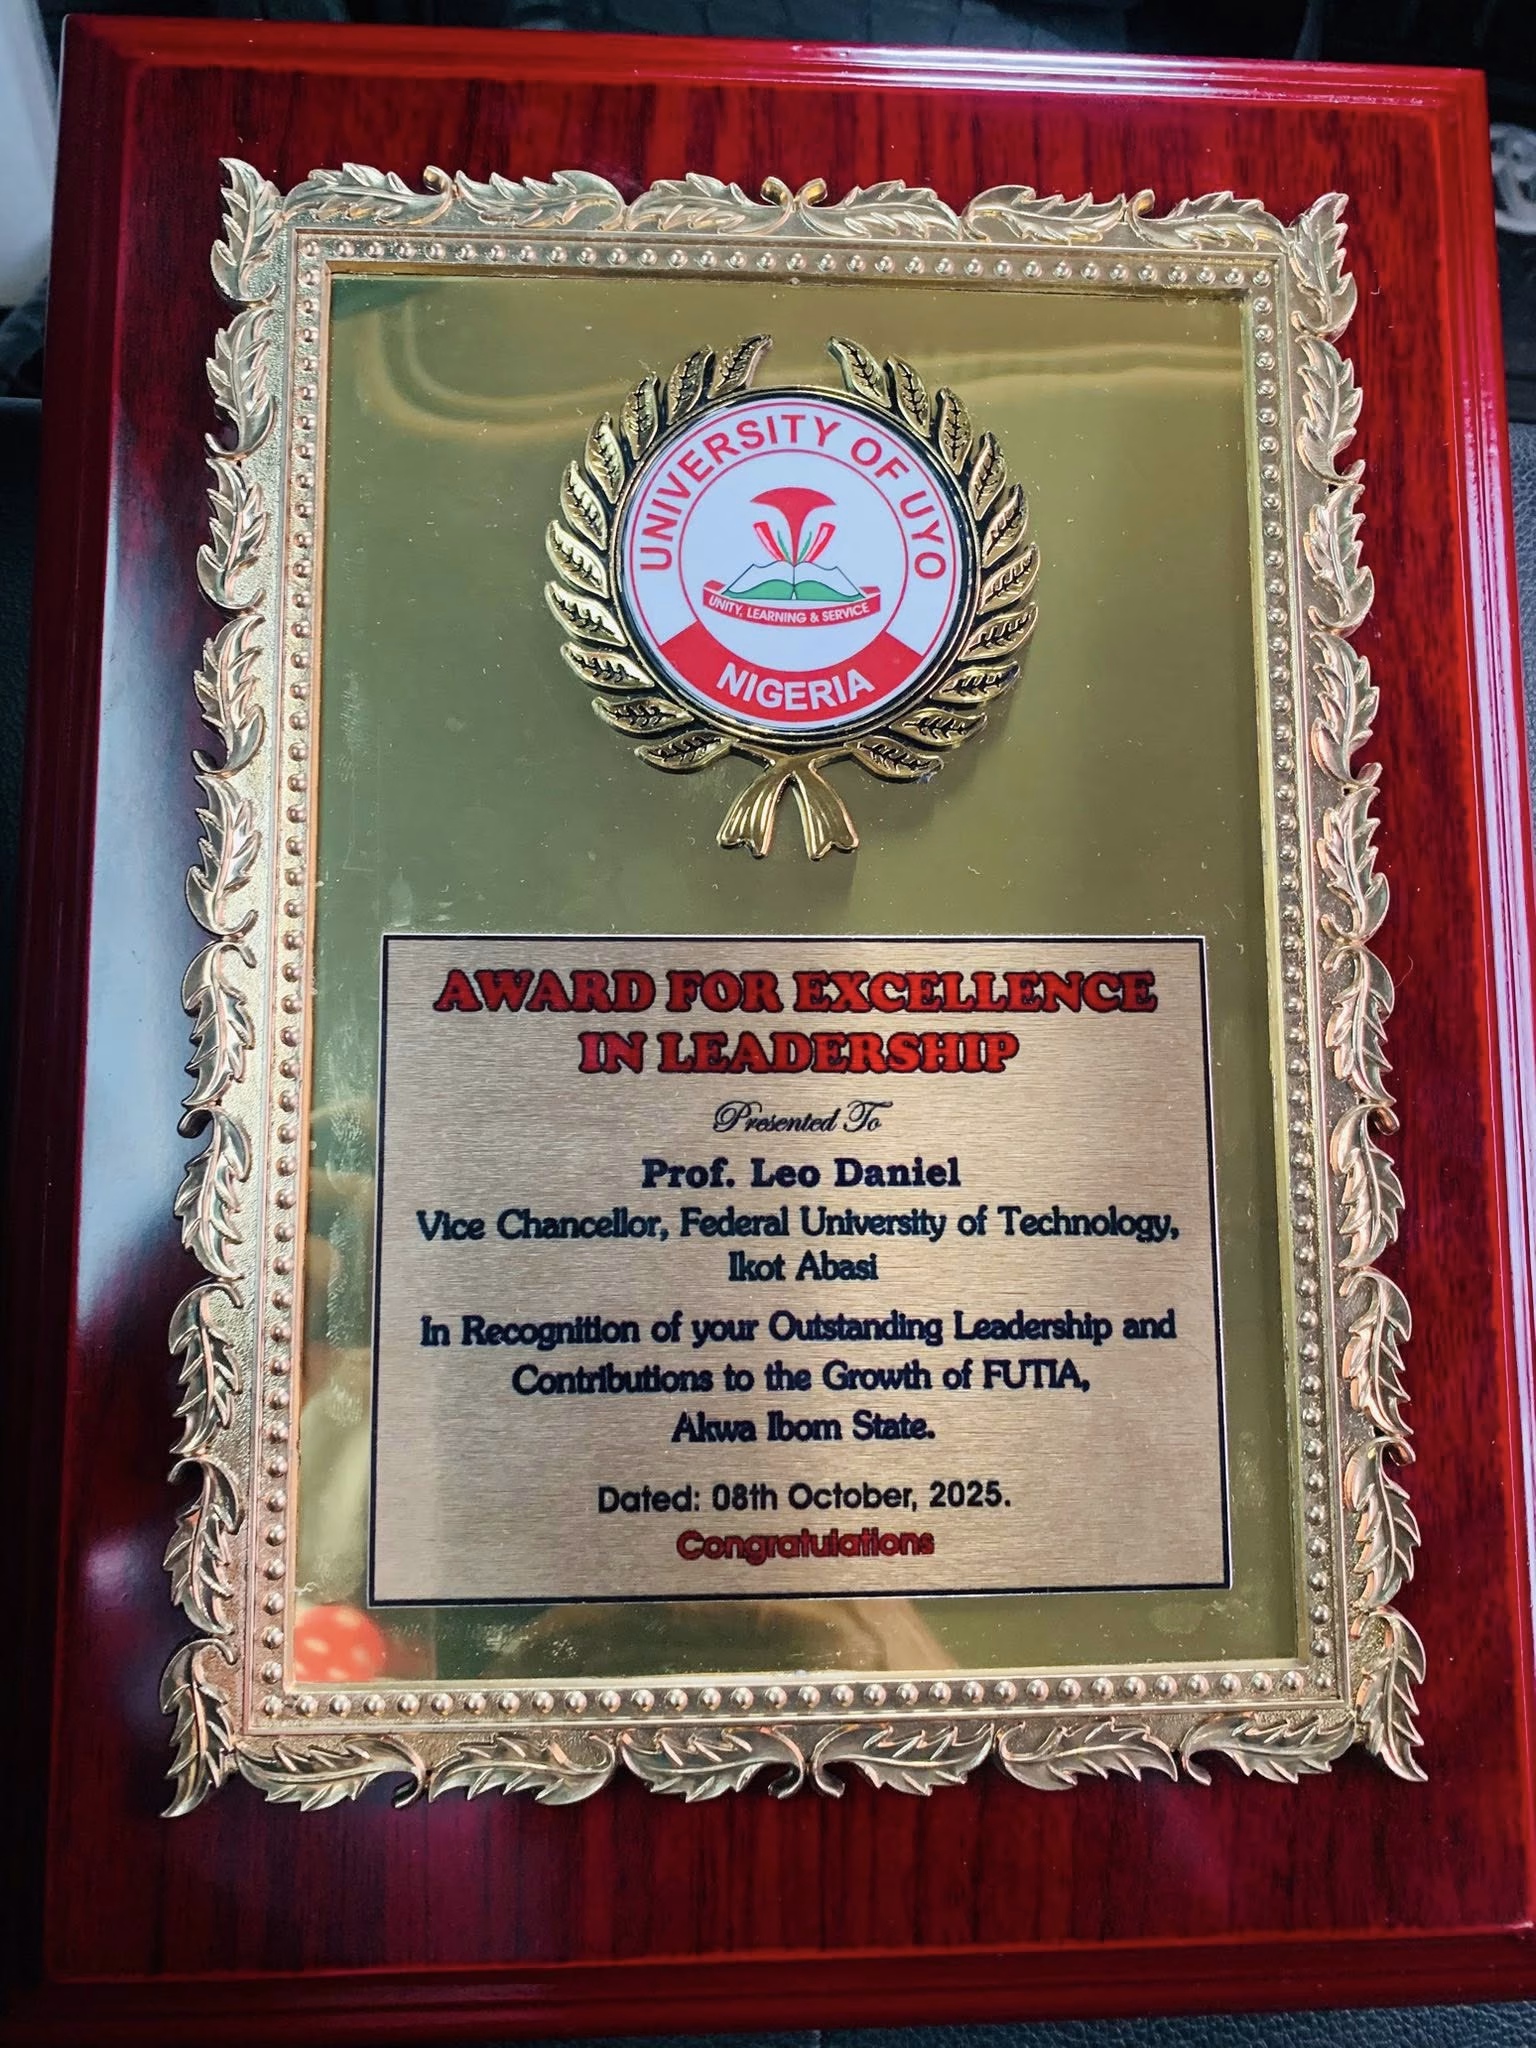 UNIVERSITY OF UYO
UNITY, LEARNING & SERVICE
NIGERIA
AWARD FOR EXCELLENCE
IN LEADERSHIP
Presented To
Prof. Leo Daniel
Vice Chancellor, Federal University of Technology,
Ikot Abasi
In Recognition of your Outstanding Leadership and
Contributions to the Growth of FUTIA,
Akwa Ibom State.
Dated: 08th October, 2025.
Congratulations